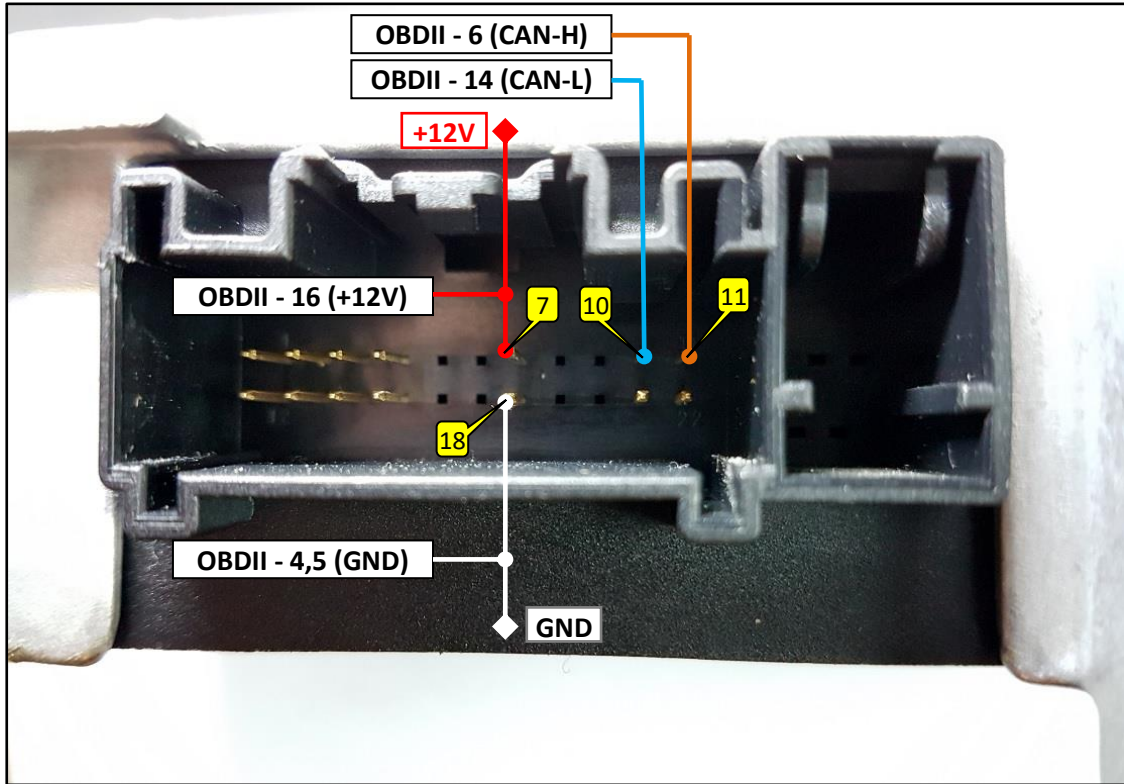 OBDII - 6 (CAN-H)
OBDII - 14 (CAN-L)
+12V
OBDII - 16 (+12V)
7
10
11
18
OBDII - 4,5 (GND)
GND